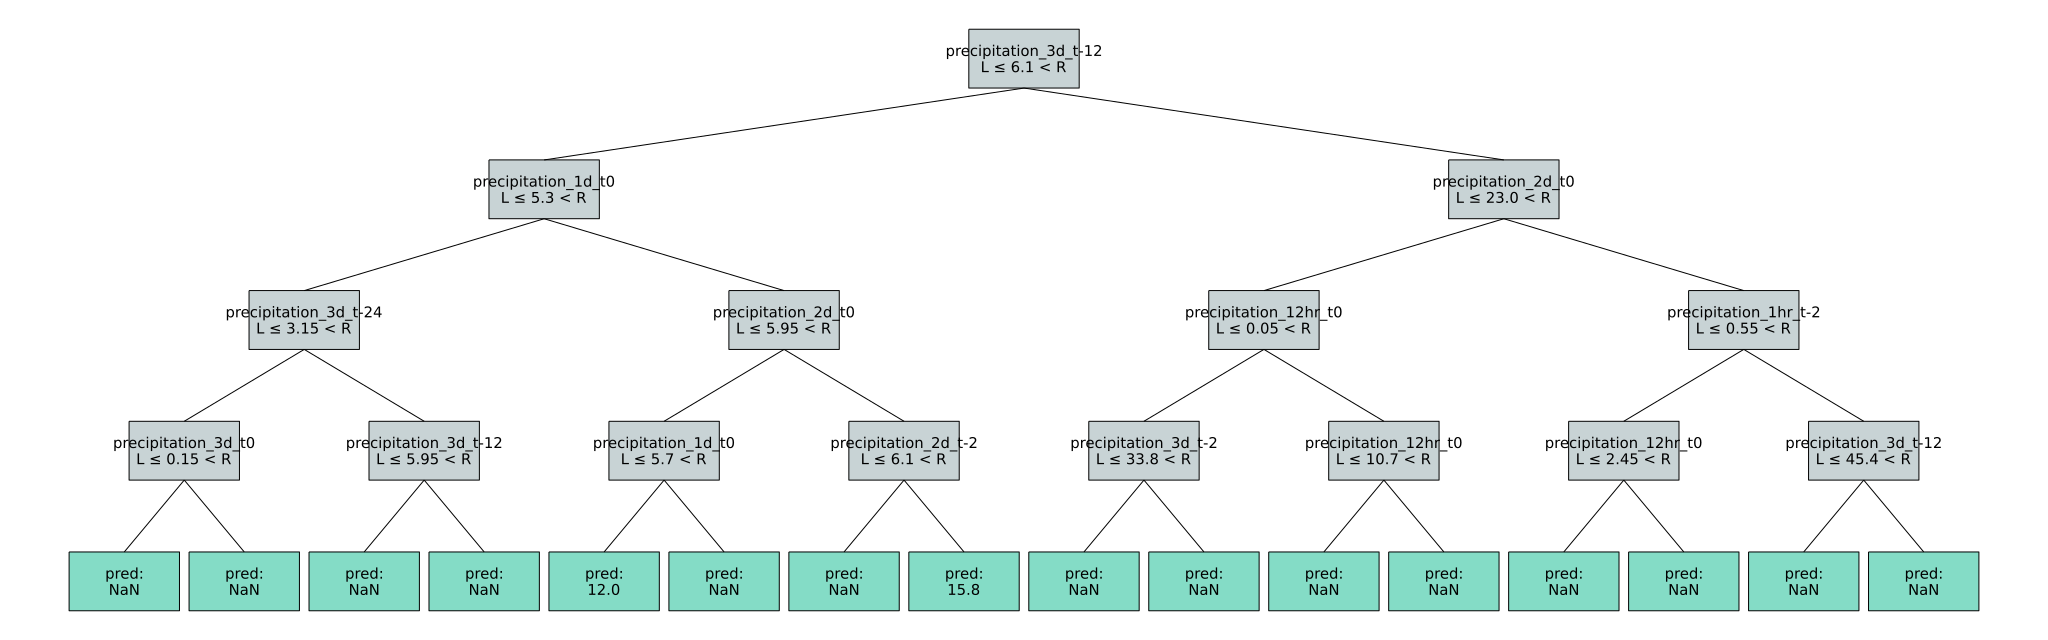 precipitation_3d_t-12
L ≤ 6.1 < R
precipitation_1d_t0
L ≤ 5.3 < R
precipitation_2d_t0
L ≤ 23.0 < R
precipitation_3d_t-24
L ≤ 3.15 < R
precipitation_2d_t0
L ≤ 5.95 < R
precipitation_12hr_t0
L ≤ 0.05 < R
precipitation_1hr_t-2
L ≤ 0.55 < R
precipitation_3d_t0
L ≤ 0.15 < R
precipitation_3d_t-12
L ≤ 5.95 < R
precipitation_1d_t0
L ≤ 5.7 < R
precipitation_2d_t-2
L ≤ 6.1 < R
precipitation_3d_t-2
L ≤ 33.8 < R
precipitation_12hr_t0
L ≤ 10.7 < R
precipitation_12hr_t0
L ≤ 2.45 < R
precipitation_3d_t-12
L ≤ 45.4 < R
pred:
NaN
pred:
NaN
pred:
NaN
pred:
NaN
pred:
12.0
pred:
NaN
pred:
NaN
pred:
15.8
pred:
NaN
pred:
NaN
pred:
NaN
pred:
NaN
pred:
NaN
pred:
NaN
pred:
NaN
pred:
NaN